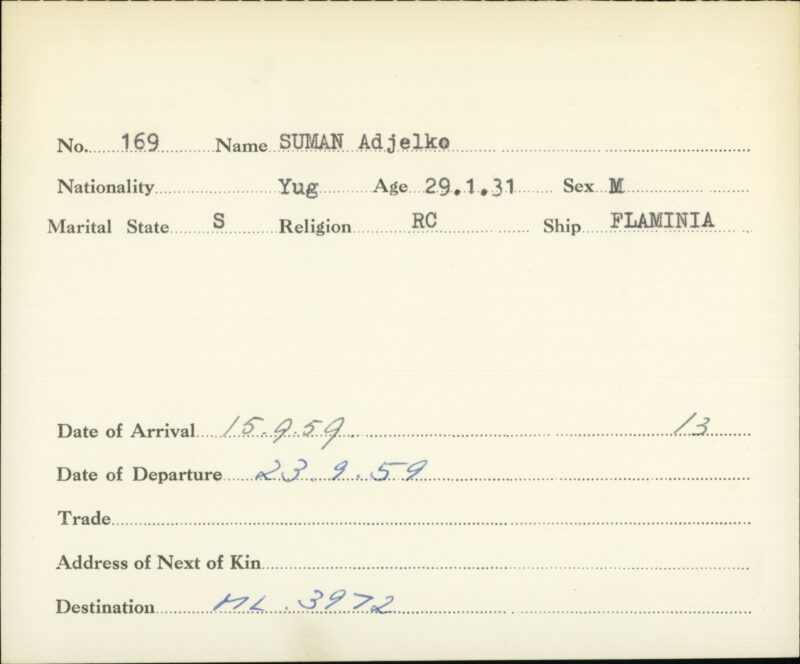 No. 169 Name SUMAN Adjelko
Nationality Yug Age 29.1.31 Sex M
Marital State S Religion RC Ship FLAMINIA
Date of Arrival 15.9.59. 13
Date of Departure 23.9.59
Trade
Address of Next of Kin
Destination ML. 3972